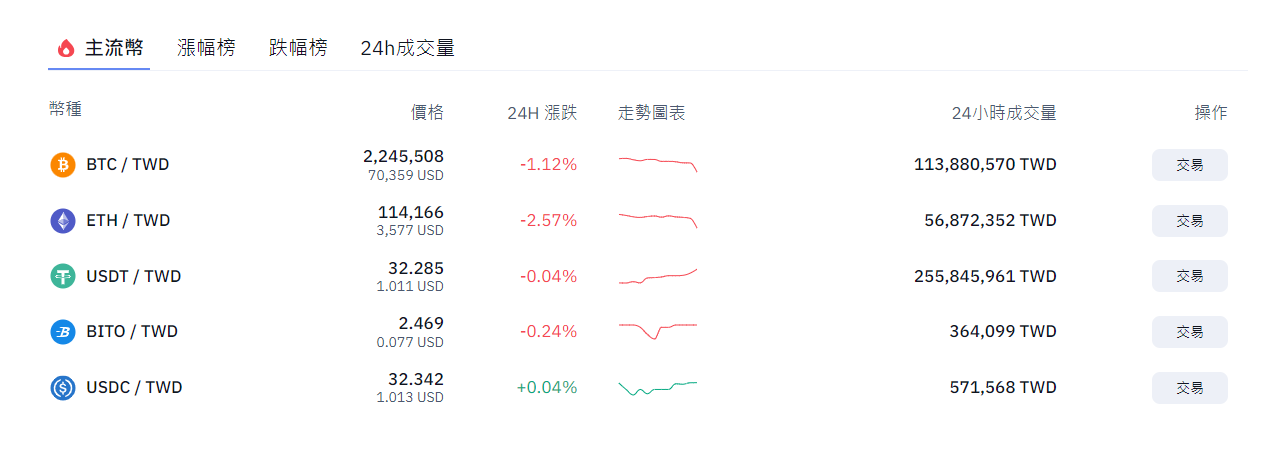 主流幣 漲幅榜 跌幅榜 24h成交量
幣種 價格 24H 漲跌 走勢圖表 24小時成交量 操作
BTC / TWD 2,245,508 -1.12% 113,880,570 TWD 交易
70,359 USD
ETH / TWD 114,166 -2.57% 56,872,352 TWD 交易
3,577 USD
USDT / TWD 32.285 -0.04% 255,845,961 TWD 交易
1.011 USD
BITO / TWD 2.469 -0.24% 364,099 TWD 交易
0.077 USD
USDC / TWD 32.342 +0.04% 571,568 TWD 交易
1.013 USD